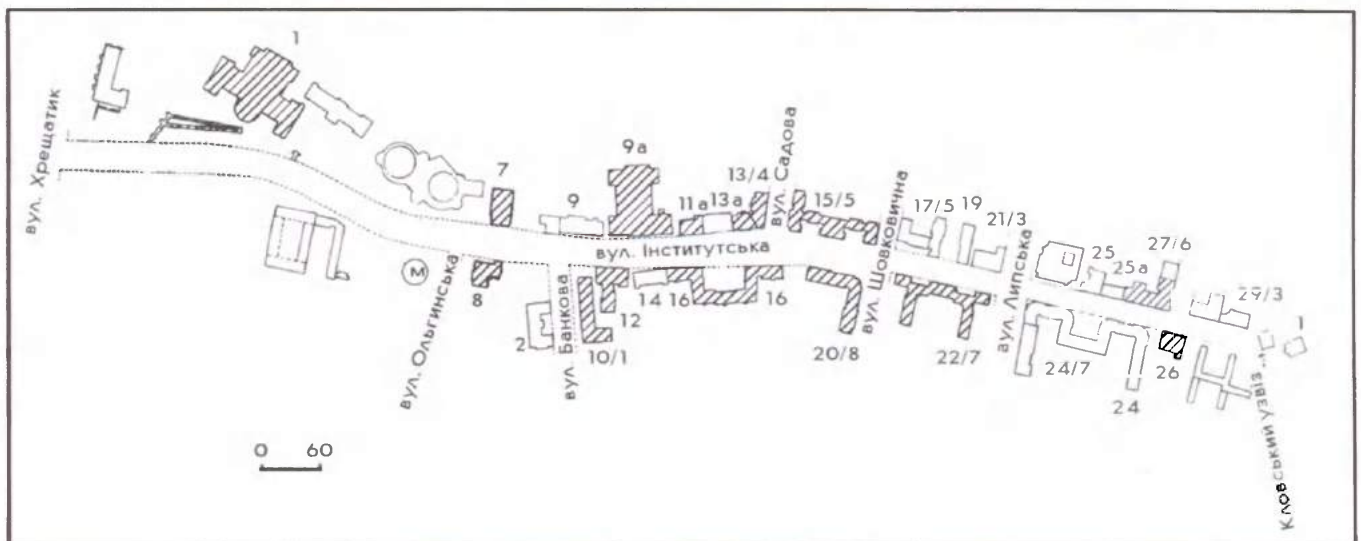 1
вул. Хрещатик
7
9
9а
11а
13а
13/4
вул. Садова
15/5
вул. Шовковична
17/5
19
21/3
вул. Липська
25
25а
27/6
29/3
1
вул. Інститутська
М
вул. Ольгинська
8
2
вул. Банкова
10/1
12
14
16
16
20/8
22/7
24/7
24
26
Кловський узвіз
0 60